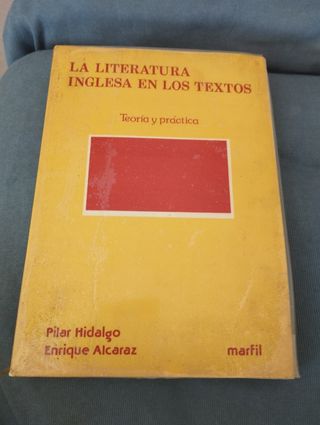 LA LITERATURA
INGLESA EN LOS TEXTOS
Teoría y práctica
Pilar Hidalgo
Enrique Alcaraz
marfil